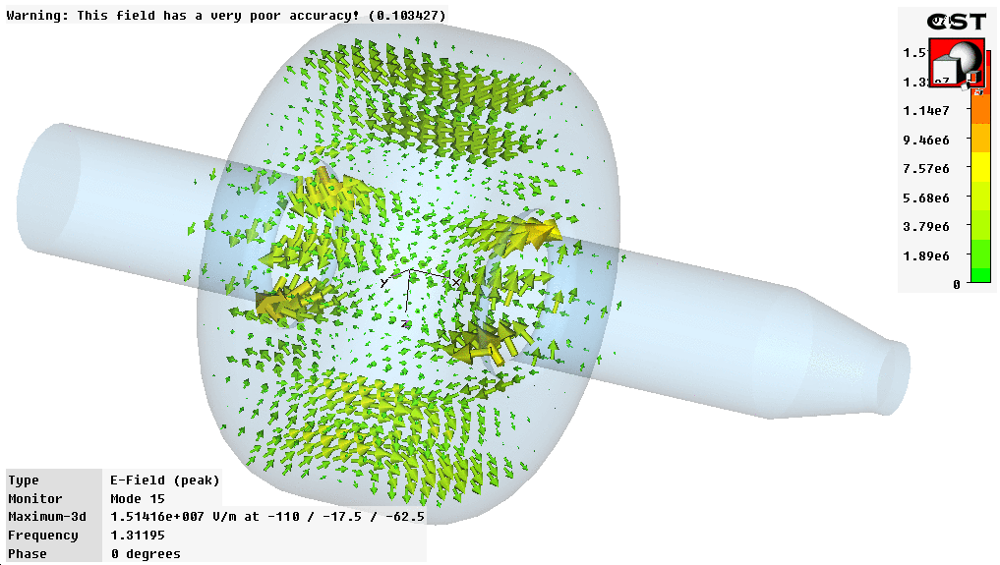 Warning: This field has a very poor accuracy! (0.103427)
CST
1.14e7
9.46e6
7.57e6
5.68e6
3.79e6
1.89e6
0
y
x
z
Type E-Field (peak)
Monitor Mode 15
Maximum-3d 1.51416e+007 V/m at -110 / -17.5 / -62.5
Frequency 1.31195
Phase 0 degrees